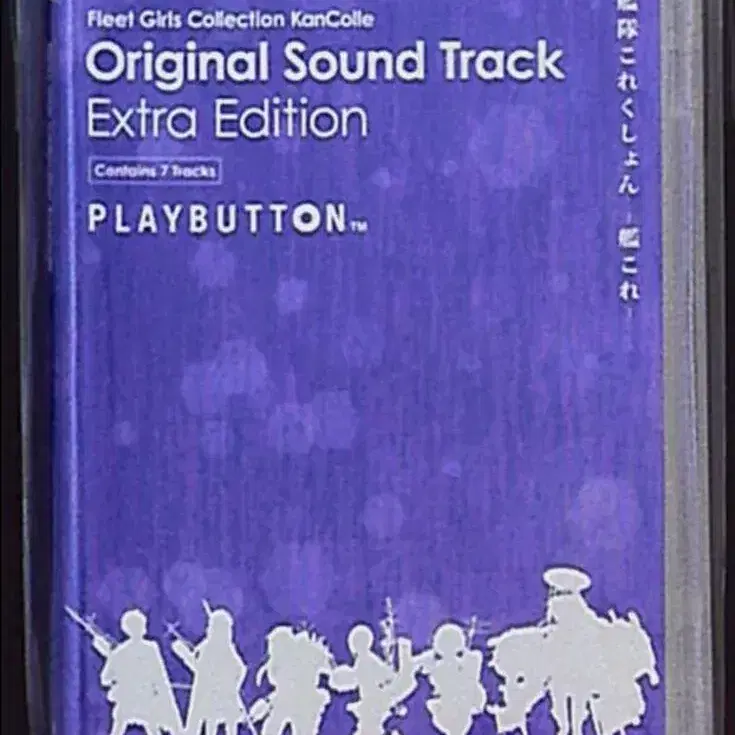 Fleet Girls Collection KanColle
Original Sound Track
Extra Edition
Contains 7 Tracks
PLAYBUTTON™
艦隊これくしょん -艦これ-